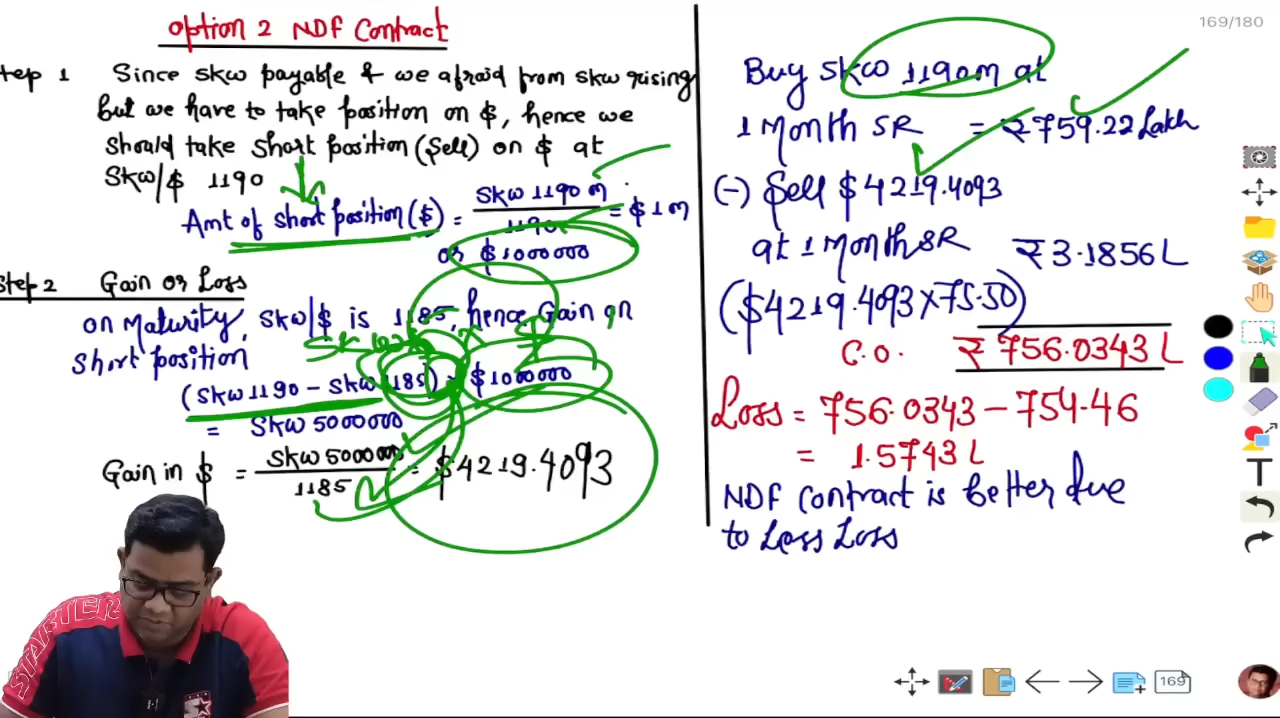 169/180
Option 2 NDF Contract
tep 1 Since SKW payable & we afraid from SKW rising
but we have to take position on $, hence we
should take short position (Sell) on $ at
SKW/$ 1190
Amt of short position ($) = SKW 1190 m
1190
= $ 1 m
or $ 1000000
Step 2 Gain or Loss
on Maturity, SKW/$ is 1185, hence Gain on
Short position,
(SKW 1190 - SKW 1185) $1000000
= SKW 5000000
Gain in $ = SKW 5000000
1185
= $4219.4093
Buy SKW 1190 m at
1 Month SR = ₹759.22 Lakh
(-) Sell $4219.4093
at 1 Month SR ₹3.1856 L
($4219.4093 x 75.50)
C.O. ₹756.0343 L
Loss = 756.0343 - 754.46
= 1.5743 L
NDF Contract is better due
to Less Loss
STARTER
169